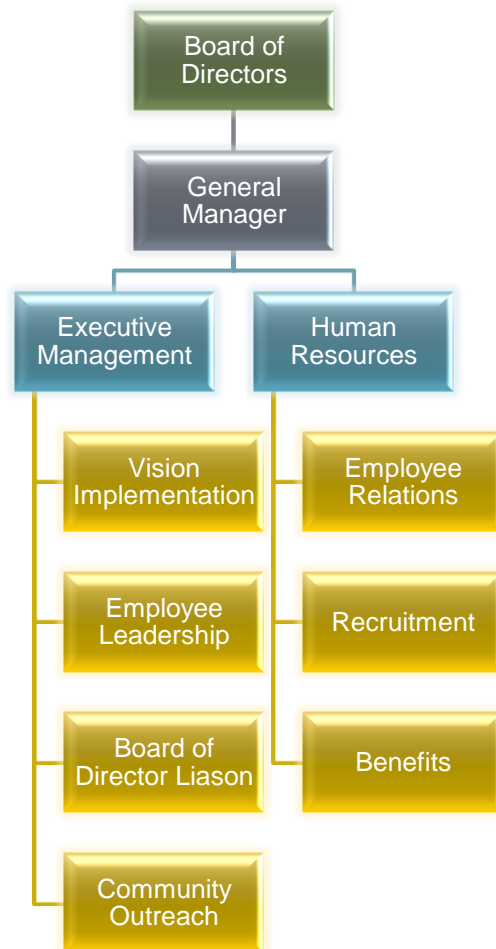 Board of
Directors
General
Manager
Executive
Management
Human
Resources
Vision
Implementation
Employee
Leadership
Board of
Director Liason
Community
Outreach
Employee
Relations
Recruitment
Benefits